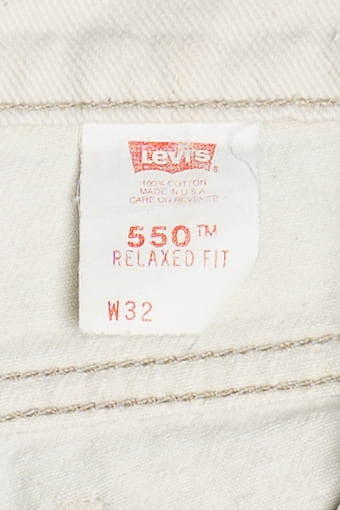 Levi's ®
100% COTTON
MADE IN U.S.A.
CARE ON REVERSE
550™
RELAXED FIT
W32